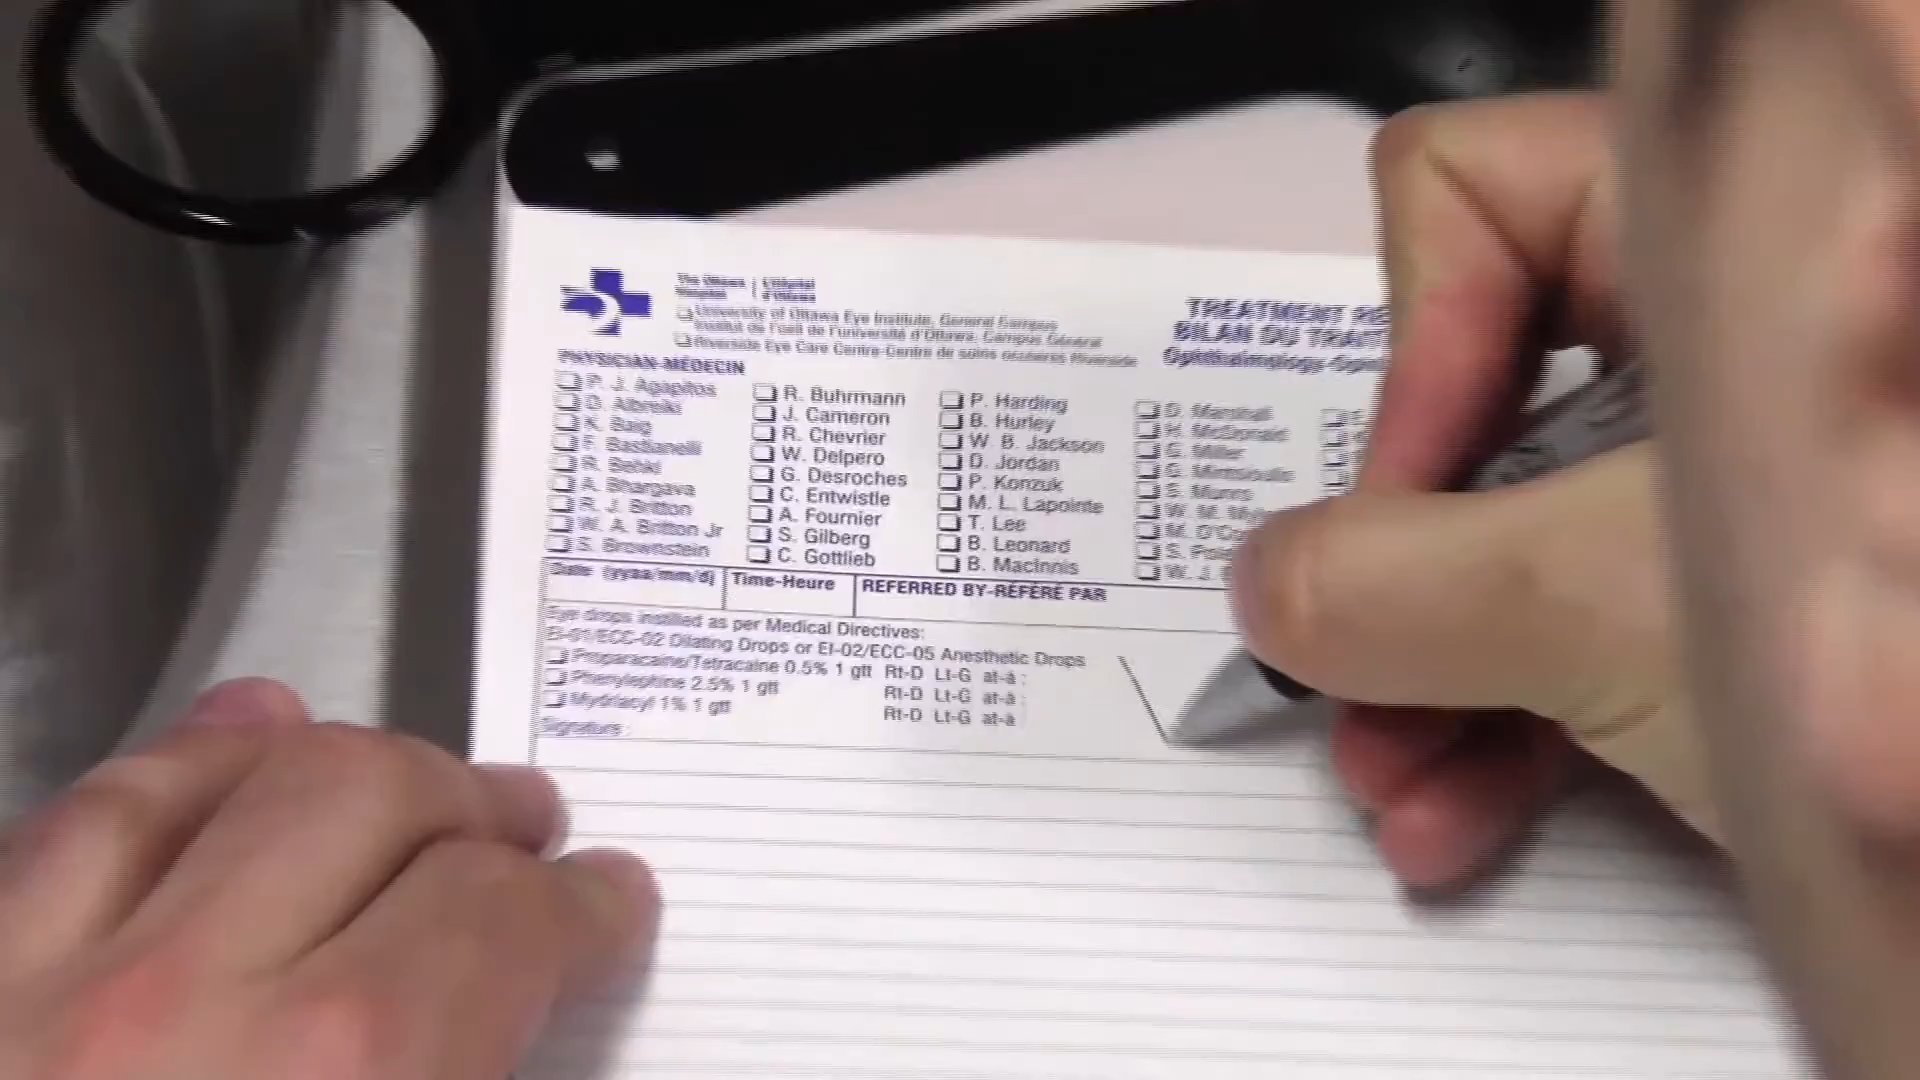 The Ottawa Hospital | L'Hôpital d'Ottawa
University of Ottawa Eye Institute, General Campus
Institut de l'oeil de l'université d'Ottawa, Campus Général
Riverside Eye Care Centre-Centre de soins oculaires Riverside
TREATMENT
BILAN DU
PHYSICIAN-MÉDECIN
P. J. Agapitos
D. Albreiki
K. Baig
F. Bastianelli
R. Behki
A. Bhargava
R. J. Britton
W. A. Britton Jr
S. Brownstein
R. Buhrmann
J. Cameron
R. Chevrier
W. Delpero
G. Desroches
C. Entwistle
A. Fournier
S. Gilberg
C. Gottlieb
P. Harding
B. Hurley
W. B. Jackson
D. Jordan
P. Konzuk
M. L. Lapointe
T. Lee
B. Leonard
B. MacInnis
D. Marshall
H. McDonald
G. Miller
G. Mintsioulis
S. Munro
W. M.
M.
S.
W. J.
Date (yyaa/mm/dj) Time-Heure REFERRED BY-RÉFÉRÉ PAR
Eye drops instilled as per Medical Directives:
EI-01/ECC-02 Dilating Drops or EI-02/ECC-05 Anesthetic Drops
Proparacaine/Tetracaine 0.5% 1 gtt Rt-D Lt-G at-à :
Phenylephrine 2.5% 1 gtt Rt-D Lt-G at-à :
Mydriacyl 1% 1 gtt Rt-D Lt-G at-à
Signature :